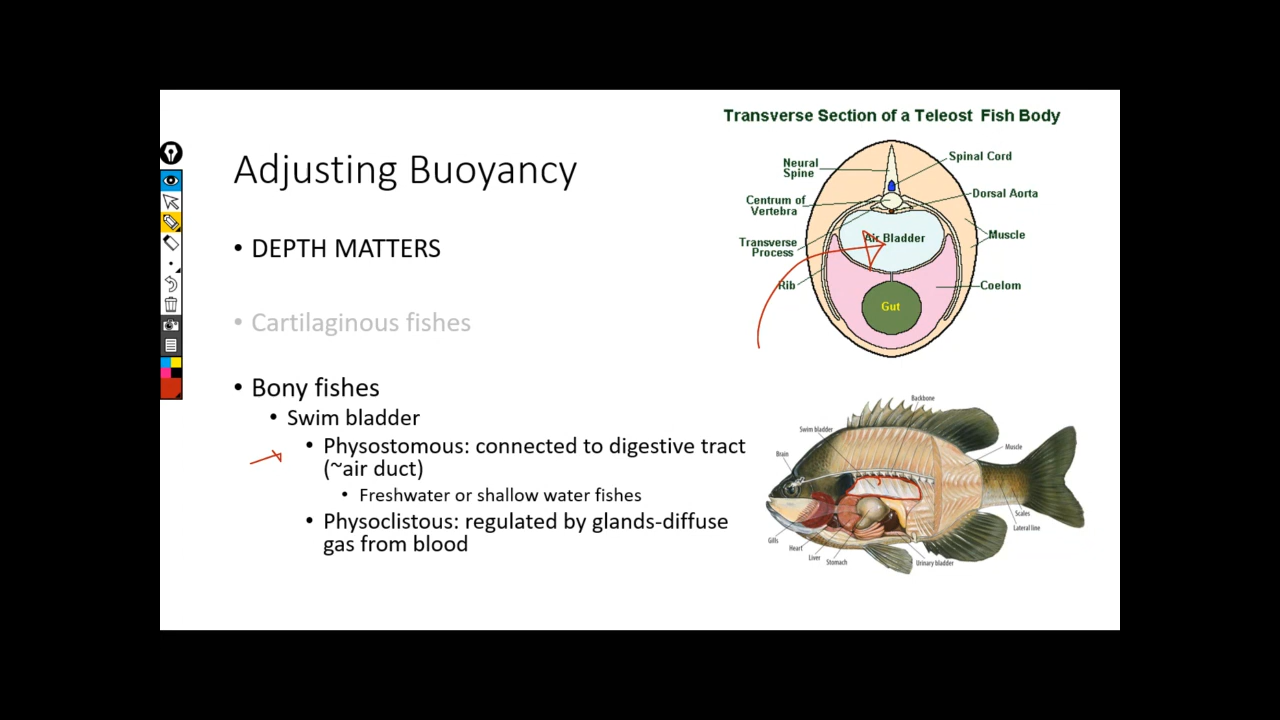 Transverse Section of a Teleost Fish Body
Adjusting Buoyancy
• DEPTH MATTERS
• Cartilaginous fishes
• Bony fishes
• Swim bladder
• Physostomous: connected to digestive tract
(~air duct)
• Freshwater or shallow water fishes
• Physoclistous: regulated by glands-diffuse
gas from blood
Neural
Spine
Spinal Cord
Centrum of
Vertebra
Dorsal Aorta
Transverse
Process
Air Bladder
Muscle
Rib
Coelom
Gut
Backbone
Swim bladder
Muscle
Brain
Scales
Lateral line
Gills
Heart
Liver
Stomach
Urinary bladder